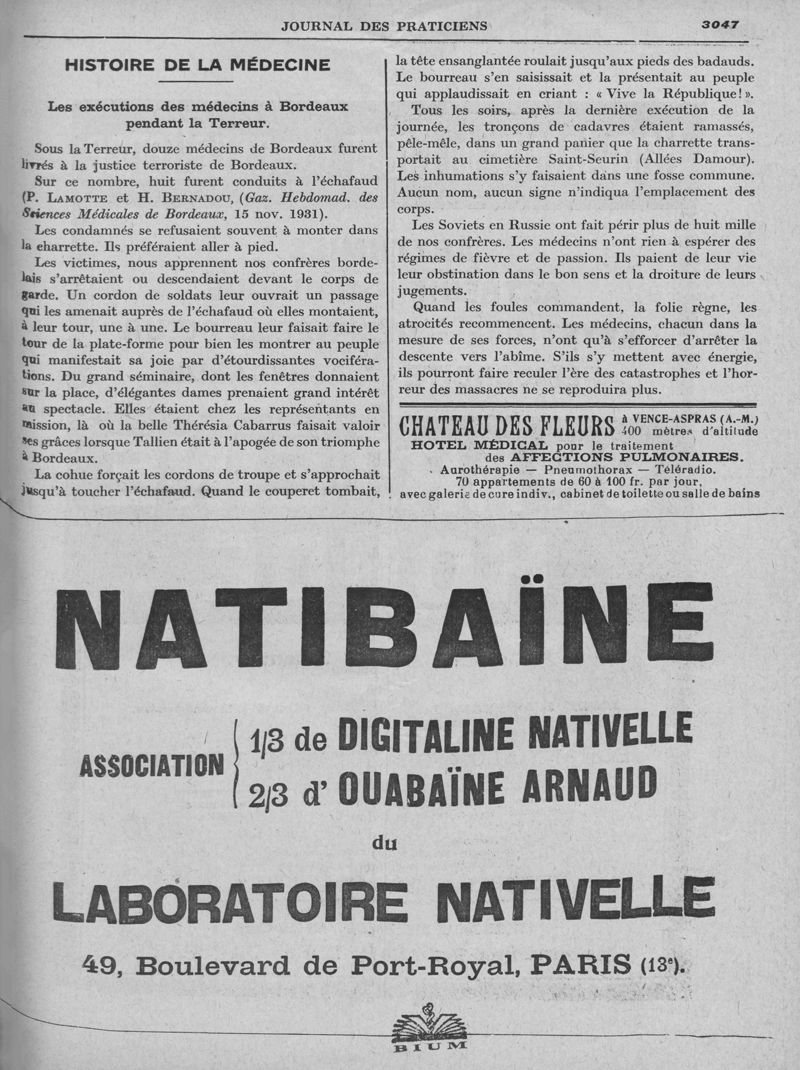 JOURNAL DES PRATICIENS
3047
HISTOIRE DE LA MÉDECINE
Les exécutions des médecins à Bordeaux
pendant la Terreur.
Sous la Terreur, douze médecins de Bordeaux furent
livrés à la justice terroriste de Bordeaux.
Sur ce nombre, huit furent conduits à l'échafaud
(P. LAMOTTE et H. BERNADOU, (Gaz. Hebdomad. des
Sciences Médicales de Bordeaux, 15 nov. 1931).
Les condamnés se refusaient souvent à monter dans
la charrette. Ils préféraient aller à pied.
Les victimes, nous apprennent nos confrères borde-
lais s'arrêtaient ou descendaient devant le corps de
garde. Un cordon de soldats leur ouvrait un passage
qui les amenait auprès de l'échafaud où elles montaient,
à leur tour, une à une. Le bourreau leur faisait faire le
tour de la plate-forme pour bien les montrer au peuple
qui manifestait sa joie par d'étourdissantes vociféra-
tions. Du grand séminaire, dont les fenêtres donnaient
sur la place, d'élégantes dames prenaient grand intérêt
au spectacle. Elles étaient chez les représentants en
mission, là où la belle Thérésia Cabarrus faisait valoir
ses grâces lorsque Tallien était à l'apogée de son triomphe
à Bordeaux.
La cohue forçait les cordons de troupe et s'approchait
jusqu'à toucher l'échafaud. Quand le couperet tombait,
la tête ensanglantée roulait jusqu'aux pieds des badauds.
Le bourreau s'en saisissait et la présentait au peuple
qui applaudissait en criant : « Vive la République! ».
Tous les soirs, après la dernière exécution de la
journée, les tronçons de cadavres étaient ramassés,
pêle-mêle, dans un grand panier que la charrette trans-
portait au cimetière Saint-Seurin (Allées Damour).
Les inhumations s'y faisaient dans une fosse commune.
Aucun nom, aucun signe n'indiqua l'emplacement des
corps.
Les Soviets en Russie ont fait périr plus de huit mille
de nos confrères. Les médecins n'ont rien à espérer des
régimes de fièvre et de passion. Ils paient de leur vie
leur obstination dans le bon sens et la droiture de leurs
jugements.
Quand les foules commandent, la folie règne, les
atrocités recommencent. Les médecins, chacun dans la
mesure de ses forces, n'ont qu'à s'efforcer d'arrêter la
descente vers l'abîme. S'ils s'y mettent avec énergie,
ils pourront faire reculer l'ère des catastrophes et l'hor-
reur des massacres ne se reproduira plus.
CHATEAU DES FLEURS à VENCE-ASPRAS (A.-M.)
400 mètres d'altitude
HOTEL MÉDICAL pour le traitement
des AFFECTIONS PULMONAIRES.
Aurothérapie — Pneumothorax — Téléradio.
70 appartements de 60 à 100 fr. par jour,
avec galerie de cure indiv., cabinet de toilette ou salle de bains
NATIBAÏNE
ASSOCIATION
1/3 de DIGITALINE NATIVELLE
2/3 d' OUABAÏNE ARNAUD
du
LABORATOIRE NATIVELLE
49, Boulevard de Port-Royal, PARIS (13e).
BIUM